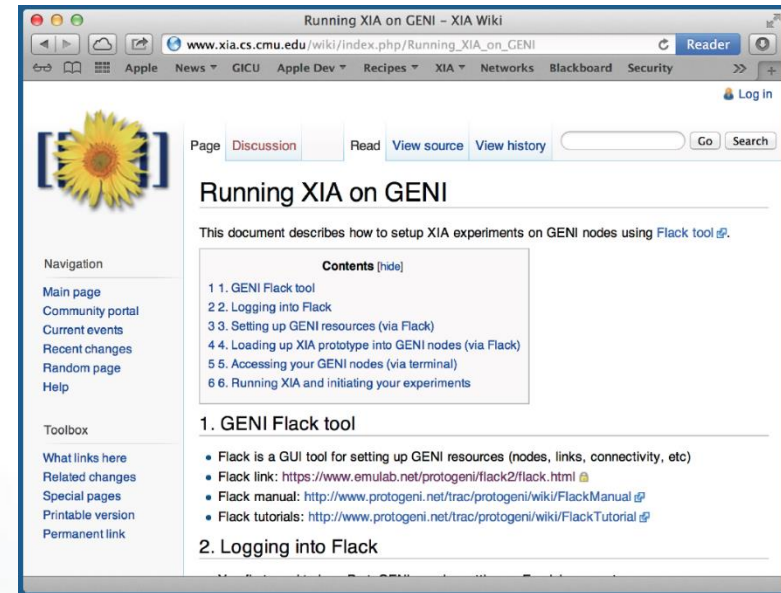 Running XIA on GENI – XIA Wiki
www.xia.cs.cmu.edu/wiki/index.php/Running_XIA_on_GENI
Reader
Apple News GICU Apple Dev Recipes XIA Networks Blackboard Security
Log in
Page Discussion Read View source View history Go Search
Running XIA on GENI
This document describes how to setup XIA experiments on GENI nodes using Flack tool.
Navigation
Main page
Community portal
Current events
Recent changes
Random page
Help
Toolbox
What links here
Related changes
Special pages
Printable version
Permanent link
Contents [hide]
1 1. GENI Flack tool
2 2. Logging into Flack
3 3. Setting up GENI resources (via Flack)
4 4. Loading up XIA prototype into GENI nodes (via Flack)
5 5. Accessing your GENI nodes (via terminal)
6 6. Running XIA and initiating your experiments
1. GENI Flack tool
• Flack is a GUI tool for setting up GENI resources (nodes, links, connectivity, etc)
• Flack link: https://www.emulab.net/protogeni/flack2/flack.html
• Flack manual: http://www.protogeni.net/trac/protogeni/wiki/FlackManual
• Flack tutorials: http://www.protogeni.net/trac/protogeni/wiki/FlackTutorial
2. Logging into Flack